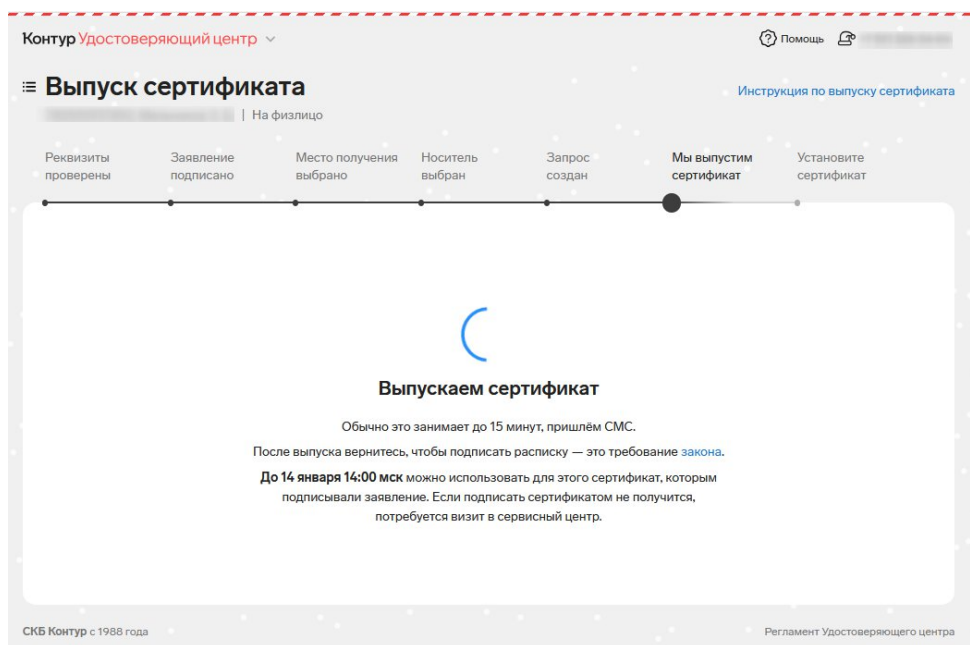 Контур Удостоверяющий центр
Помощь
Выпуск сертификата
Инструкция по выпуску сертификата
| На физлицо
Реквизиты проверены
Заявление подписано
Место получения выбрано
Носитель выбран
Запрос создан
Мы выпустим сертификат
Установите сертификат
Выпускаем сертификат
Обычно это занимает до 15 минут, пришлём СМС.
После выпуска вернитесь, чтобы подписать расписку — это требование закона.
До 14 января 14:00 мск можно использовать для этого сертификат, которым
подписывали заявление. Если подписать сертификатом не получится,
потребуется визит в сервисный центр.
СКБ Контур с 1988 года
Регламент Удостоверяющего центра